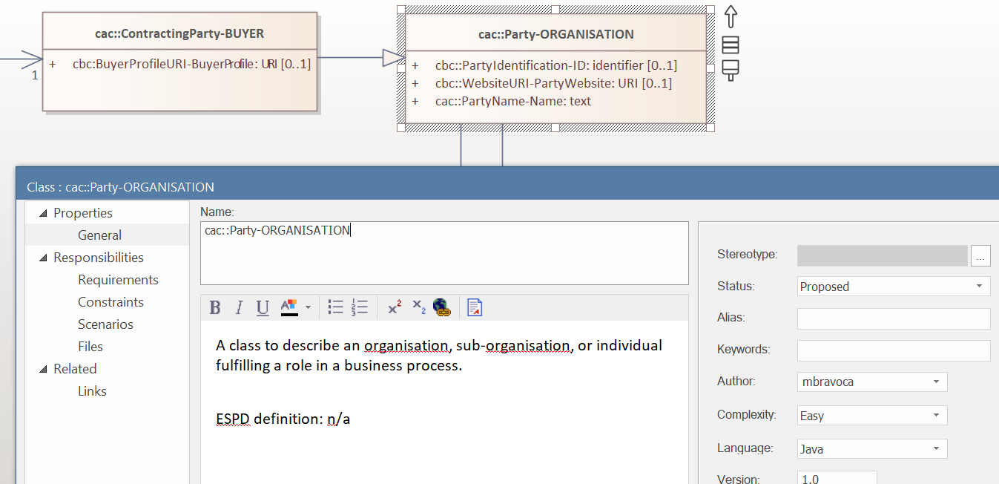 cac::ContractingParty-BUYER
+ cbc:BuyerProfileURI-BuyerProfile: URI [0..1]
1
cac::Party-ORGANISATION
+ cbc::PartyIdentification-ID: identifier [0..1]
+ cbc::WebsiteURI-PartyWebsite: URI [0..1]
+ cac::PartyName-Name: text
Class : cac::Party-ORGANISATION
Properties
General
Responsibilities
Requirements
Constraints
Scenarios
Files
Related
Links
Name:
cac::Party-ORGANISATION
B I U A x² x₂
A class to describe an organisation, sub-organisation, or individual
fulfilling a role in a business process.
ESPD definition: n/a
Stereotype: ...
Status: Proposed
Alias:
Keywords:
Author: mbravoca
Complexity: Easy
Language: Java
Version: 1.0